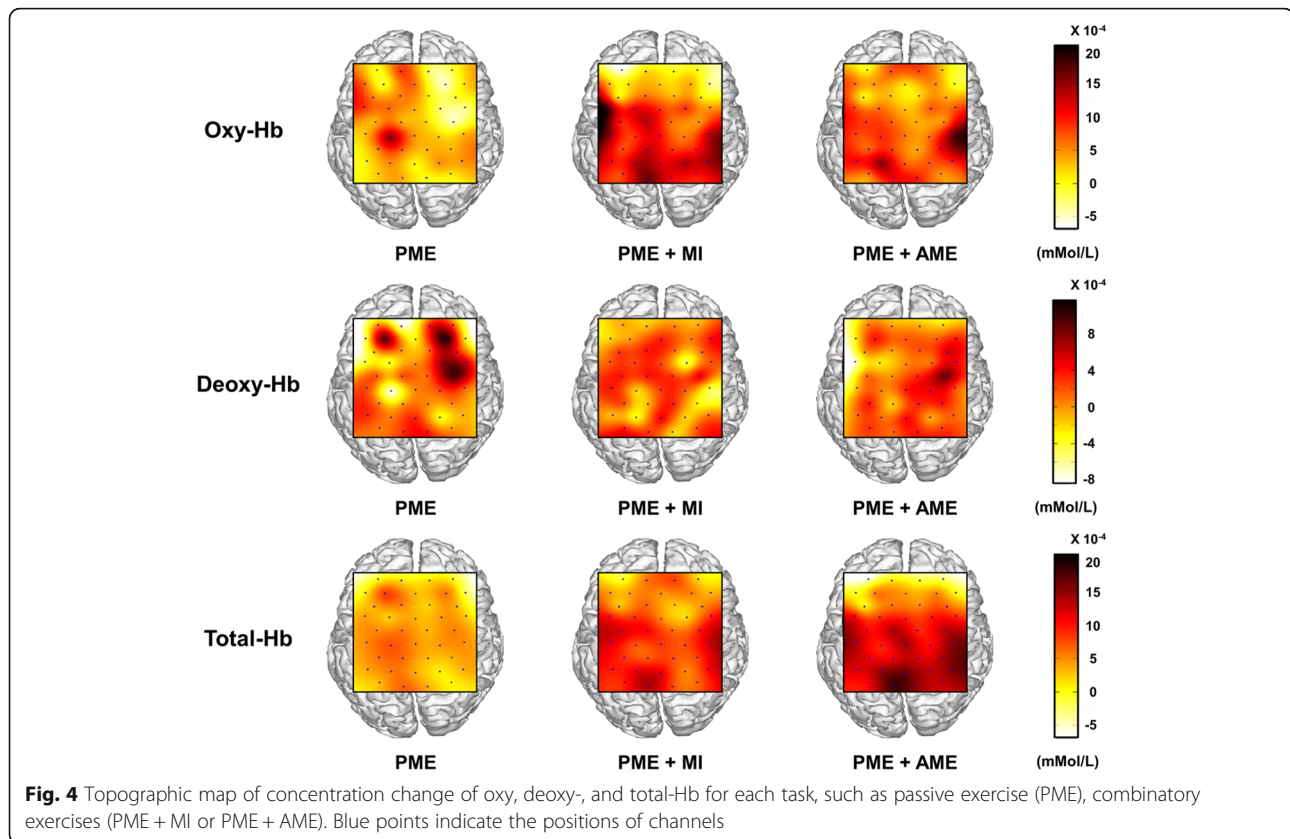 X 10-4
20
15
10
5
0
-5
(mMol/L)
Oxy-Hb
PME
PME + MI
PME + AME
X 10-4
8
4
0
-4
-8
(mMol/L)
Deoxy-Hb
PME
PME + MI
PME + AME
X 10-4
20
15
10
5
0
-5
(mMol/L)
Total-Hb
PME
PME + MI
PME + AME
Fig. 4 Topographic map of concentration change of oxy, deoxy-, and total-Hb for each task, such as passive exercise (PME), combinatory
exercises (PME + MI or PME + AME). Blue points indicate the positions of channels